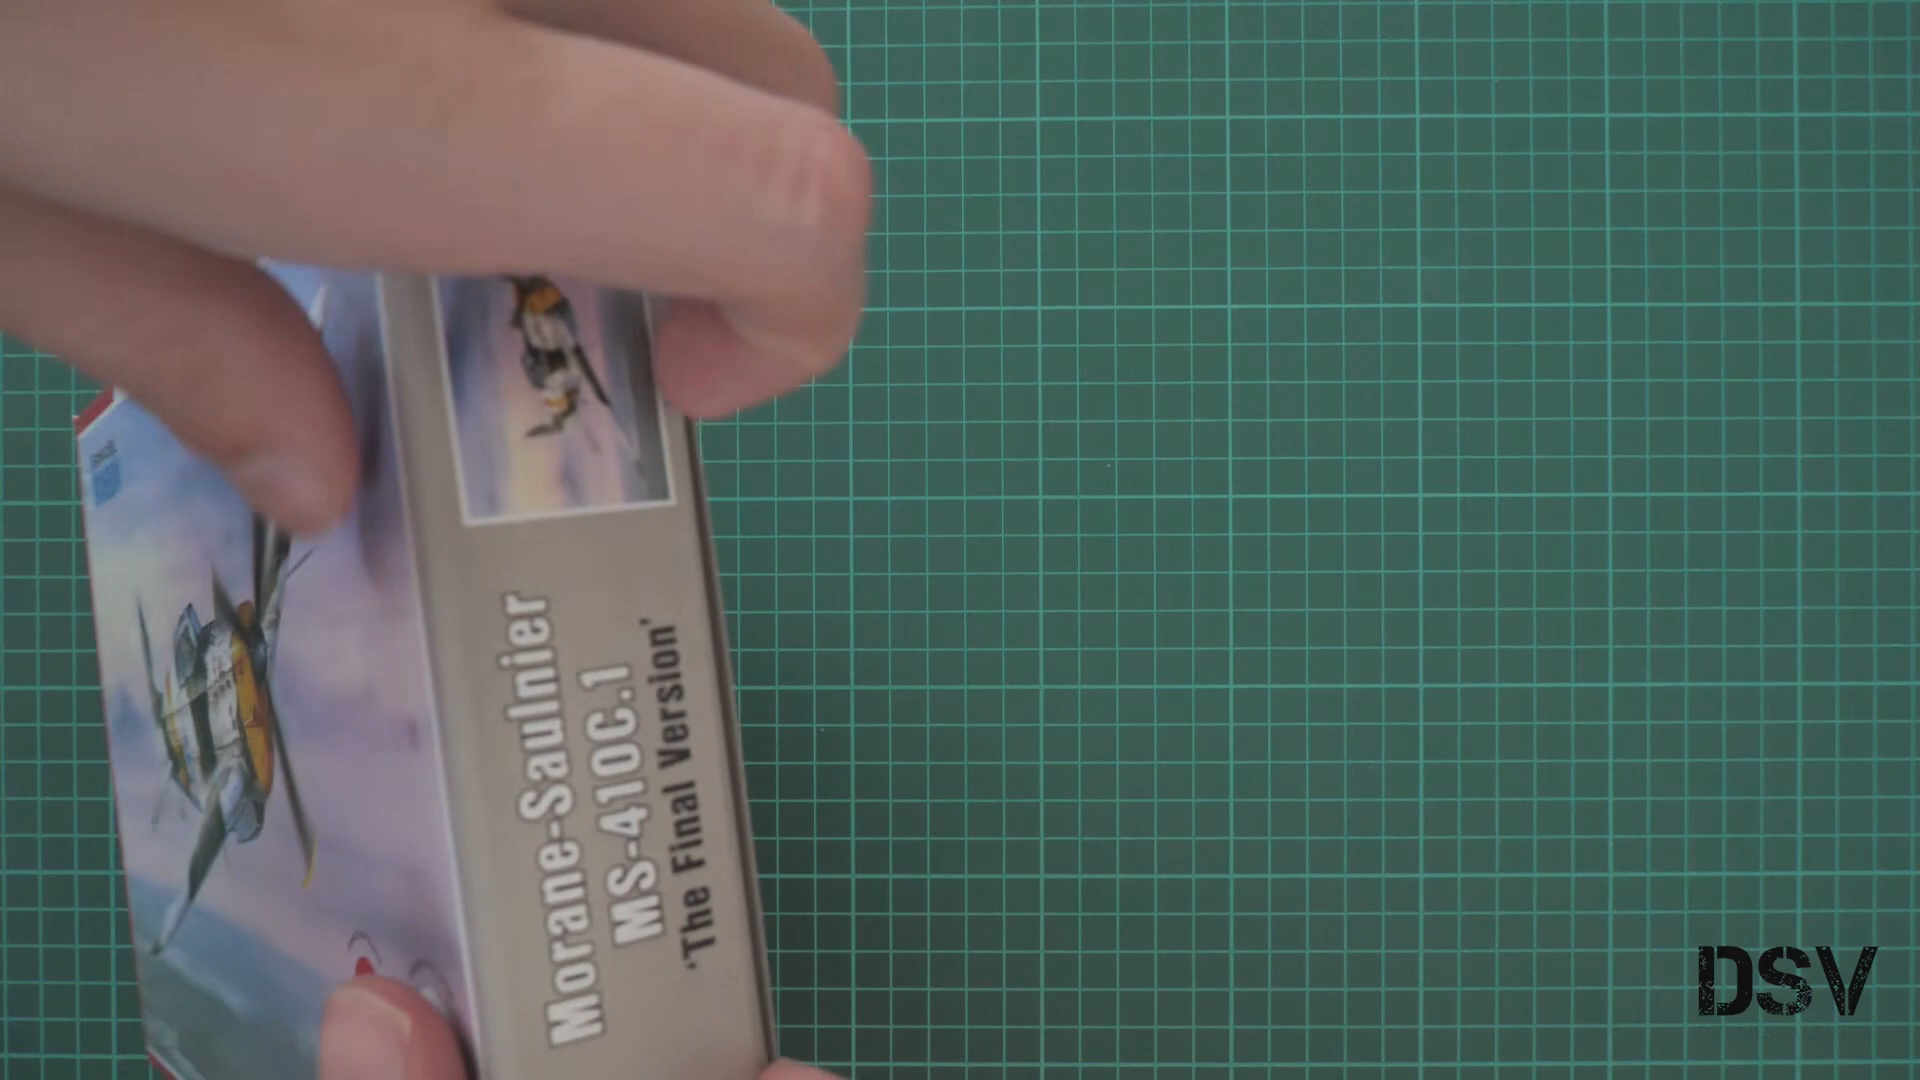 Morane-Saulnier
MS-410C.1
'The Final Version'
DSV